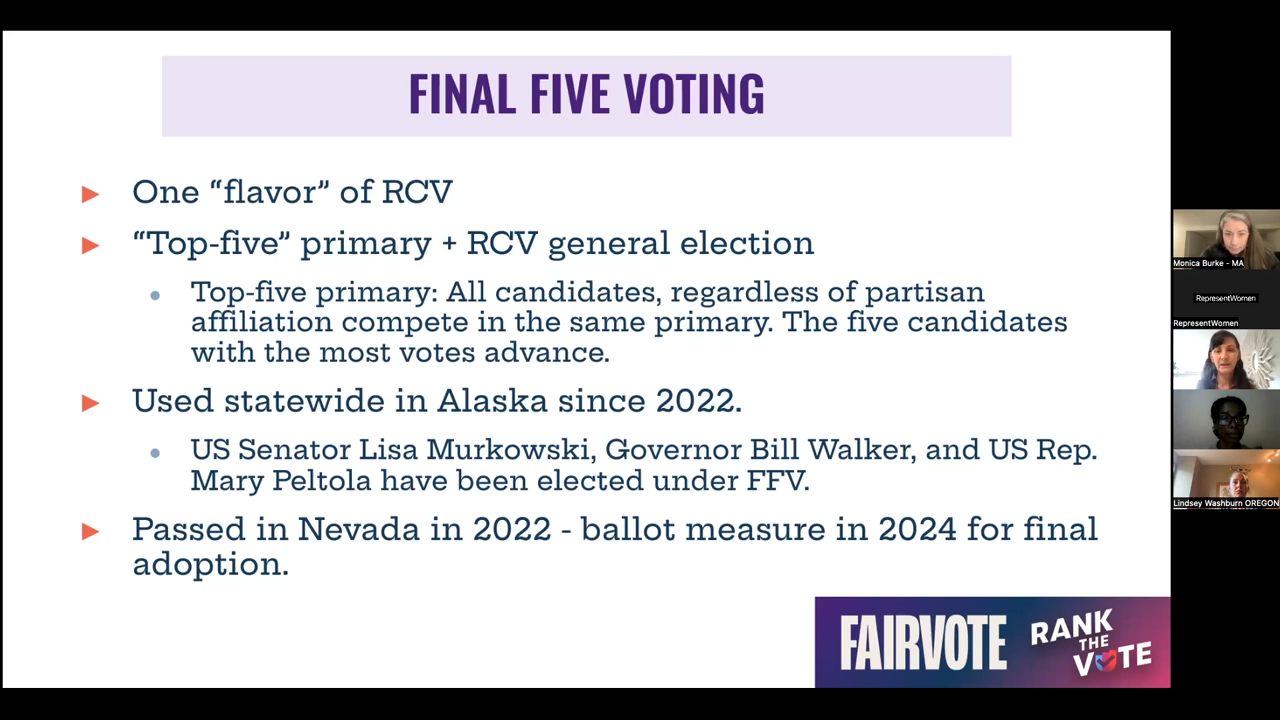 FINAL FIVE VOTING
One “flavor” of RCV
“Top-five” primary + RCV general election
Top-five primary: All candidates, regardless of partisan
affiliation compete in the same primary. The five candidates
with the most votes advance.
Used statewide in Alaska since 2022.
US Senator Lisa Murkowski, Governor Bill Walker, and US Rep.
Mary Peltola have been elected under FFV.
Passed in Nevada in 2022 - ballot measure in 2024 for final
adoption.
FAIRVOTE
RANK
THE
VOTE
Monica Burke - MA
RepresentWomen
RepresentWomen
Lindsey Washburn OREGON